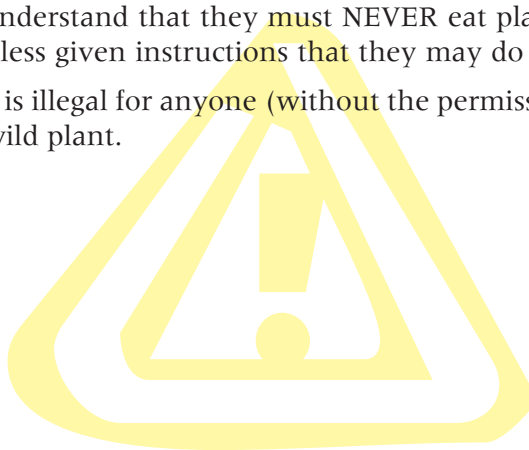 nderstand that they must NEVER eat pla
less given instructions that they may do
is illegal for anyone (without the permiss
vild plant.